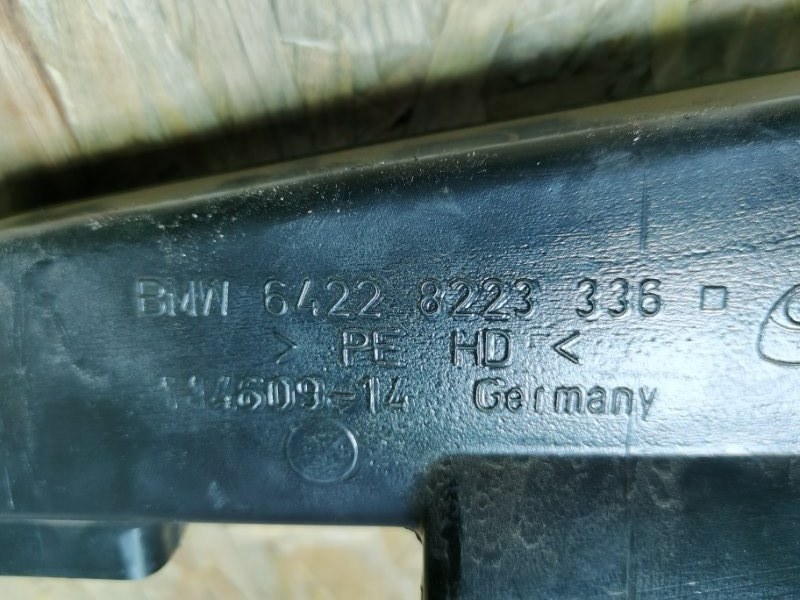 BMW 6422 8223 336
> PE HD <
Germany